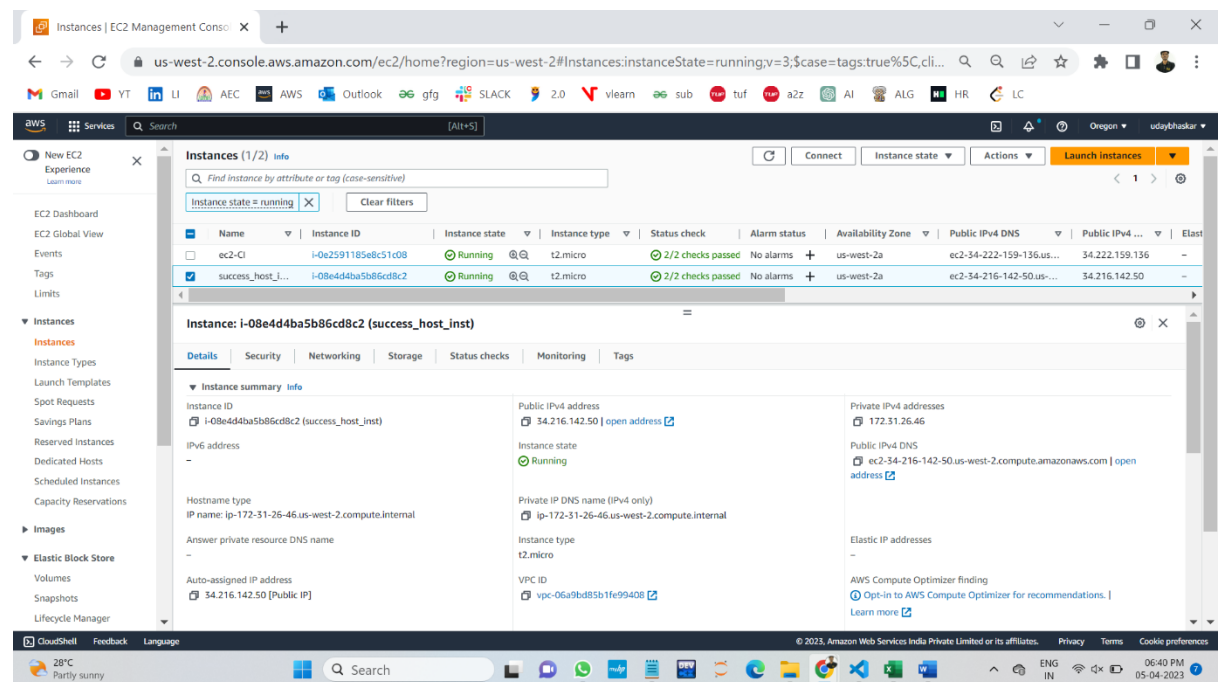 Instances | EC2 Management Conso
us-west-2.console.aws.amazon.com/ec2/home?region=us-west-2#Instances:instanceState=running;v=3;$case=tags:true%5C,cli...
Gmail YT LI AEC AWS Outlook gfg SLACK 2.0 vlearn sub tuf a2z AI ALG HR LC
aws Services Search [Alt+S] Oregon ▼ udaybhaskar ▼
New EC2
Experience
Learn more
EC2 Dashboard
EC2 Global View
Events
Tags
Limits
▼ Instances
Instances
Instance Types
Launch Templates
Spot Requests
Savings Plans
Reserved Instances
Dedicated Hosts
Scheduled Instances
Capacity Reservations
▶ Images
▼ Elastic Block Store
Volumes
Snapshots
Lifecycle Manager
Instances (1/2) Info Connect Instance state ▼ Actions ▼ Launch instances ▼
Find instance by attribute or tag (case-sensitive) < 1 >
Instance state = running Clear filters
Name Instance ID Instance state Instance type Status check Alarm status Availability Zone Public IPv4 DNS Public IPv4 ... Elast
ec2-CI i-0e2591185e8c51c08 Running t2.micro 2/2 checks passed No alarms + us-west-2a ec2-34-222-159-136.us... 34.222.159.136 –
success_host_i... i-08e4d4ba5b86cd8c2 Running t2.micro 2/2 checks passed No alarms + us-west-2a ec2-34-216-142-50.us-... 34.216.142.50 –
Instance: i-08e4d4ba5b86cd8c2 (success_host_inst)
Details Security Networking Storage Status checks Monitoring Tags
▼ Instance summary Info
Instance ID
i-08e4d4ba5b86cd8c2 (success_host_inst)
Public IPv4 address
34.216.142.50 | open address
Private IPv4 addresses
172.31.26.46
IPv6 address
–
Instance state
Running
Public IPv4 DNS
ec2-34-216-142-50.us-west-2.compute.amazonaws.com | open
address
Hostname type
IP name: ip-172-31-26-46.us-west-2.compute.internal
Private IP DNS name (IPv4 only)
ip-172-31-26-46.us-west-2.compute.internal
Answer private resource DNS name
–
Instance type
t2.micro
Elastic IP addresses
–
Auto-assigned IP address
34.216.142.50 [Public IP]
VPC ID
vpc-06a9bd85b1fe99408
AWS Compute Optimizer finding
Opt-in to AWS Compute Optimizer for recommendations. |
Learn more
CloudShell Feedback Language © 2023, Amazon Web Services India Private Limited or its affiliates. Privacy Terms Cookie preferences
28°C
Partly sunny
Search
DEV
ENG
IN
06:40 PM
05-04-2023
7